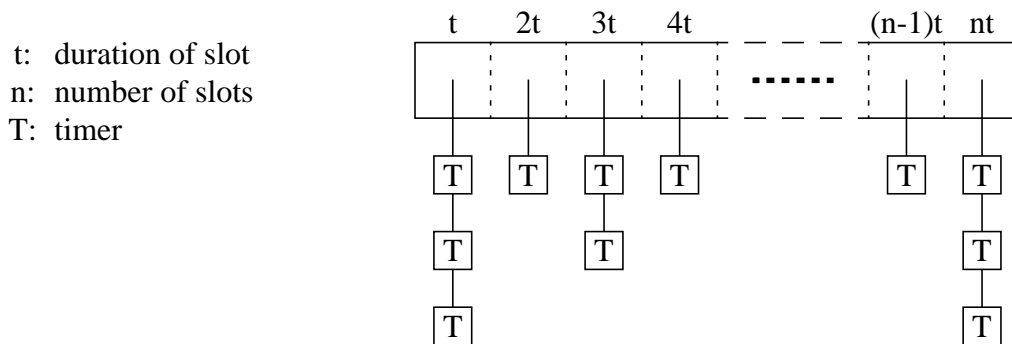 t 2t 3t 4t (n-1)t nt
t: duration of slot
n: number of slots
T: timer
T T T T T T
T T T
T T